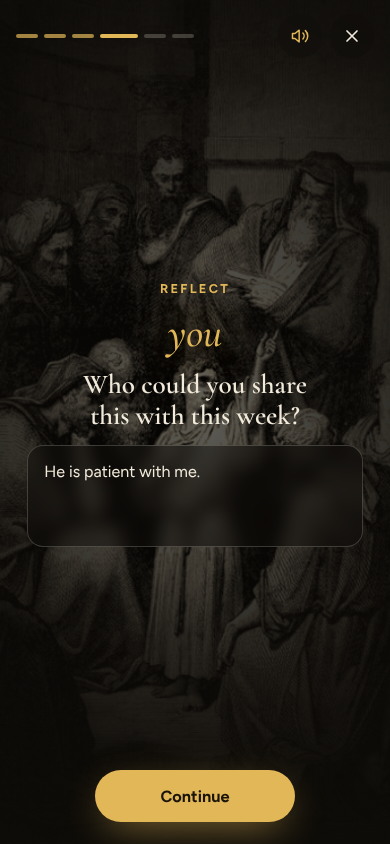 REFLECT
you
Who could you share
this with this week?
He is patient with me.
Continue